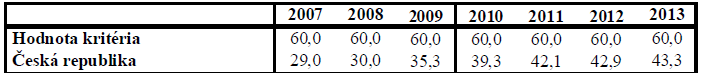 2007 2008 2009 2010 2011 2012 2013
Hodnota kritéria 60,0 60,0 60,0 60,0 60,0 60,0 60,0
Česká republika 29,0 30,0 35,3 39,3 42,1 42,9 43,3